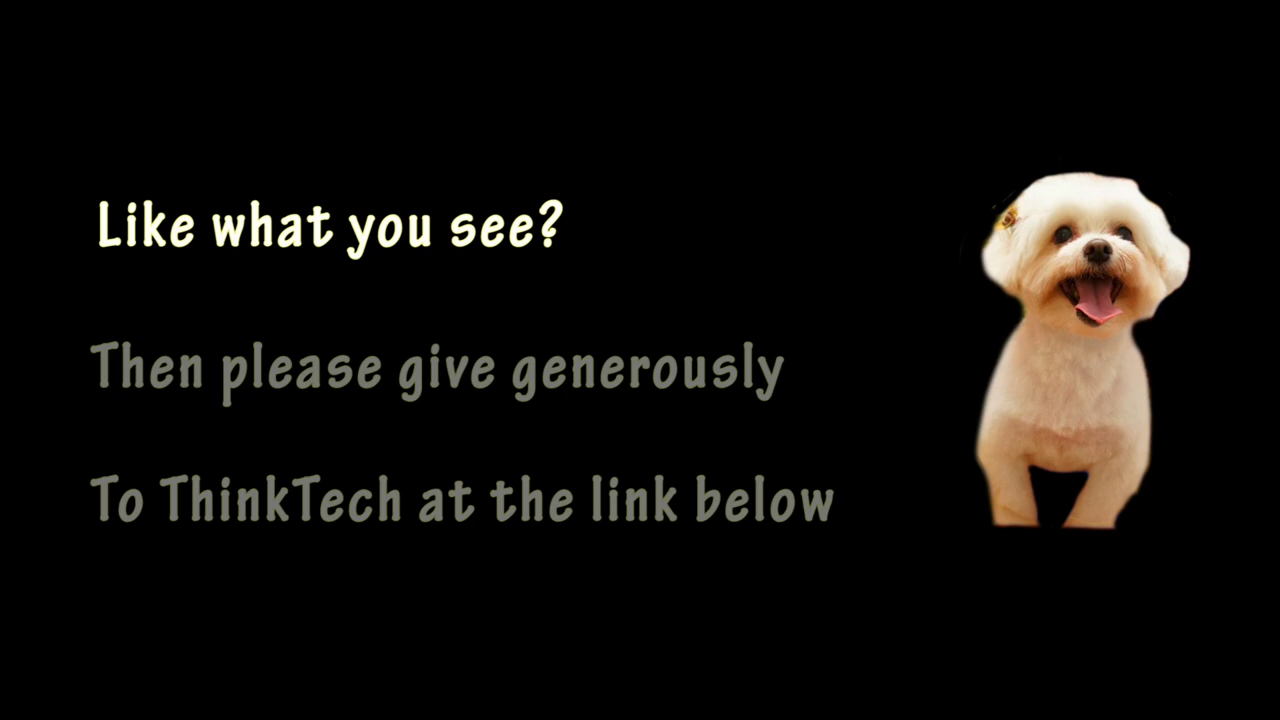 Like what you see?
Then please give generously
To ThinkTech at the link below